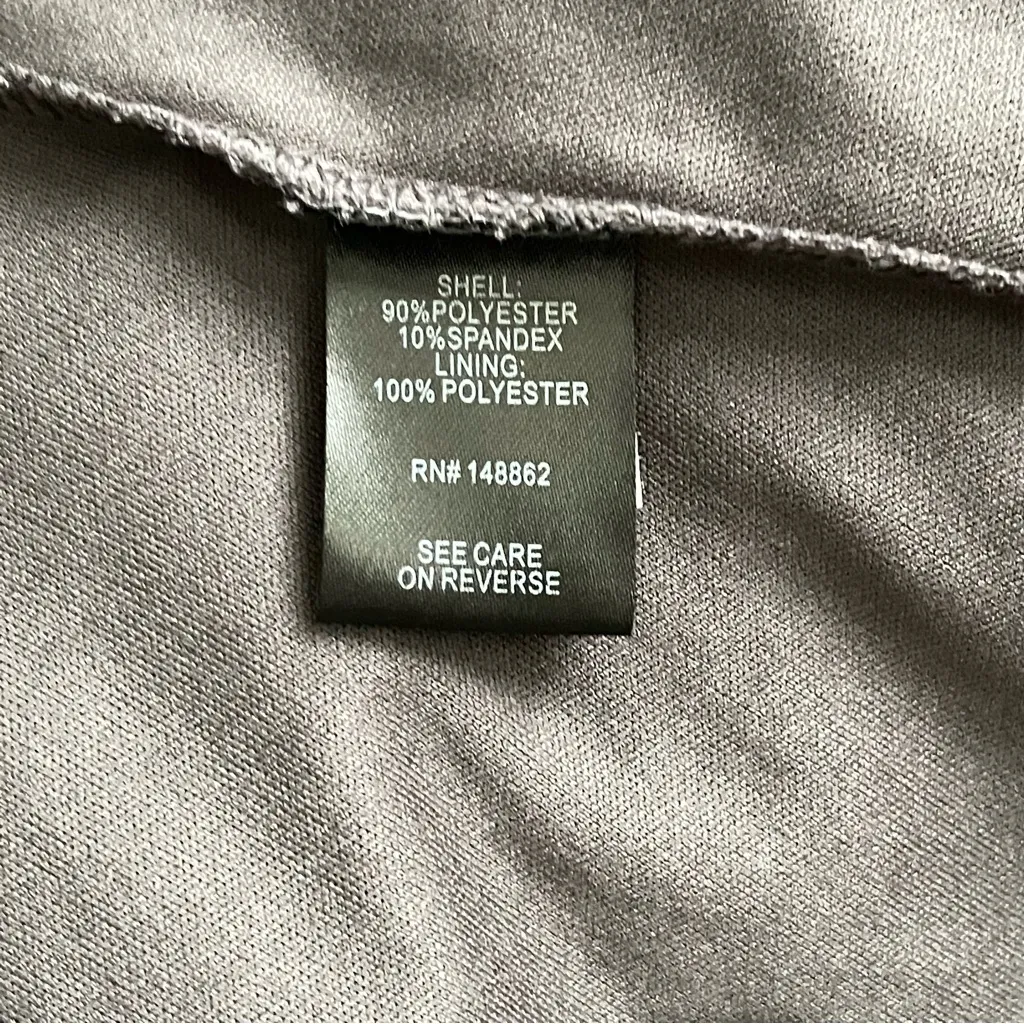 SHELL:
90%POLYESTER
10%SPANDEX
LINING:
100% POLYESTER
RN# 148862
SEE CARE
ON REVERSE